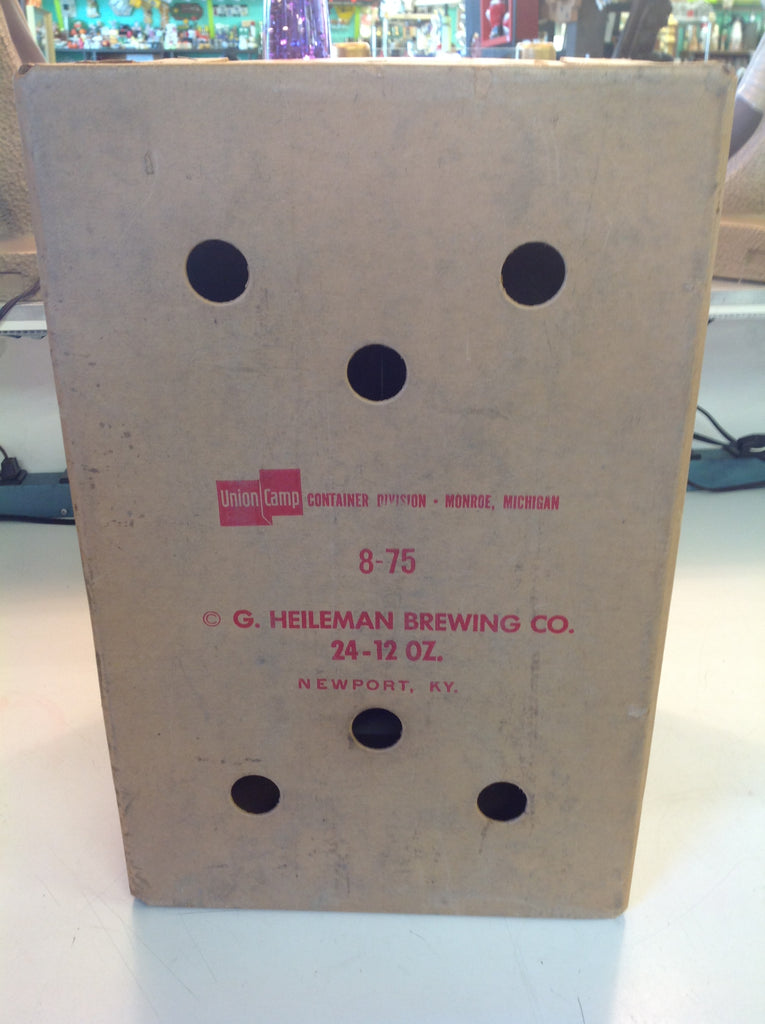 Union Camp CONTAINER DIVISION - MONROE, MICHIGAN
8-75
© G. HEILEMAN BREWING CO.
24-12 OZ.
NEWPORT, KY.